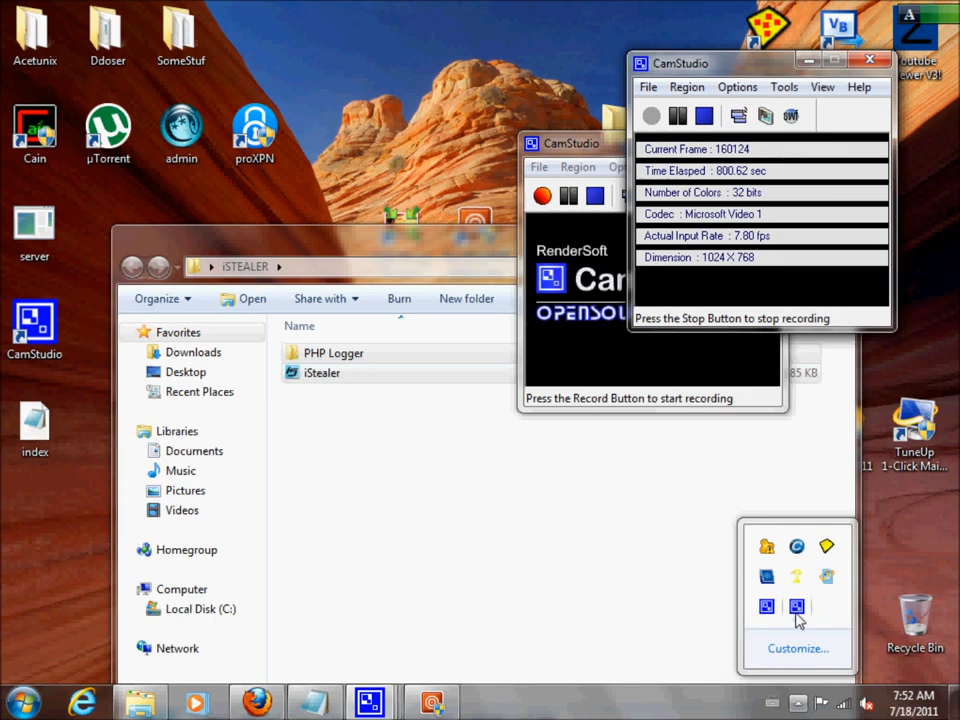 Acetunix
Ddoser
SomeStuf
Cain
µTorrent
admin
proXPN
server
CamStudio
index
VB
A
CamStudio
File Region Options Tools View Help
Current Frame : 160124
Time Elasped : 800.62 sec
Number of Colors : 32 bits
Codec : Microsoft Video 1
Actual Input Rate : 7.80 fps
Dimension : 1024 X 768
Press the Stop Button to stop recording
CamStudio
File Region
RenderSoft
Press the Record Button to start recording
iSTEALER
Organize Open Share with Burn New folder
Name
PHP Logger
iStealer
85 KB
Favorites
Downloads
Desktop
Recent Places
Libraries
Documents
Music
Pictures
Videos
Homegroup
Computer
Local Disk (C:)
Network
TuneUp
1-Click Mai...
11
Customize...
Recycle Bin
7:52 AM
7/18/2011